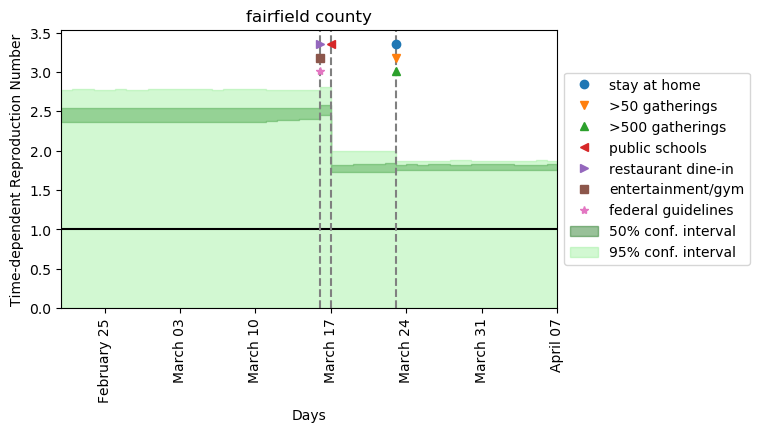 fairfield county
Time-dependent Reproduction Number
3.5
3.0
2.5
2.0
1.5
1.0
0.5
0.0
February 25
March 03
March 10
March 17
March 24
March 31
April 07
Days
stay at home
>50 gatherings
>500 gatherings
public schools
restaurant dine-in
entertainment/gym
federal guidelines
50% conf. interval
95% conf. interval